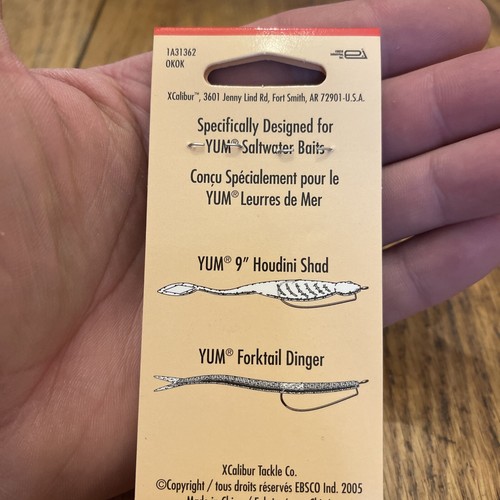 1A31362
OKOK
XCalibur™, 3601 Jenny Lind Rd, Fort Smith, AR 72901-U.S.A.
Specifically Designed for
YUM® Saltwater Baits
Conçu Spécialement pour le
YUM® Leurres de Mer
YUM® 9" Houdini Shad
YUM® Forktail Dinger
XCalibur Tackle Co.
©Copyright / tous droits réservés EBSCO Ind. 2005